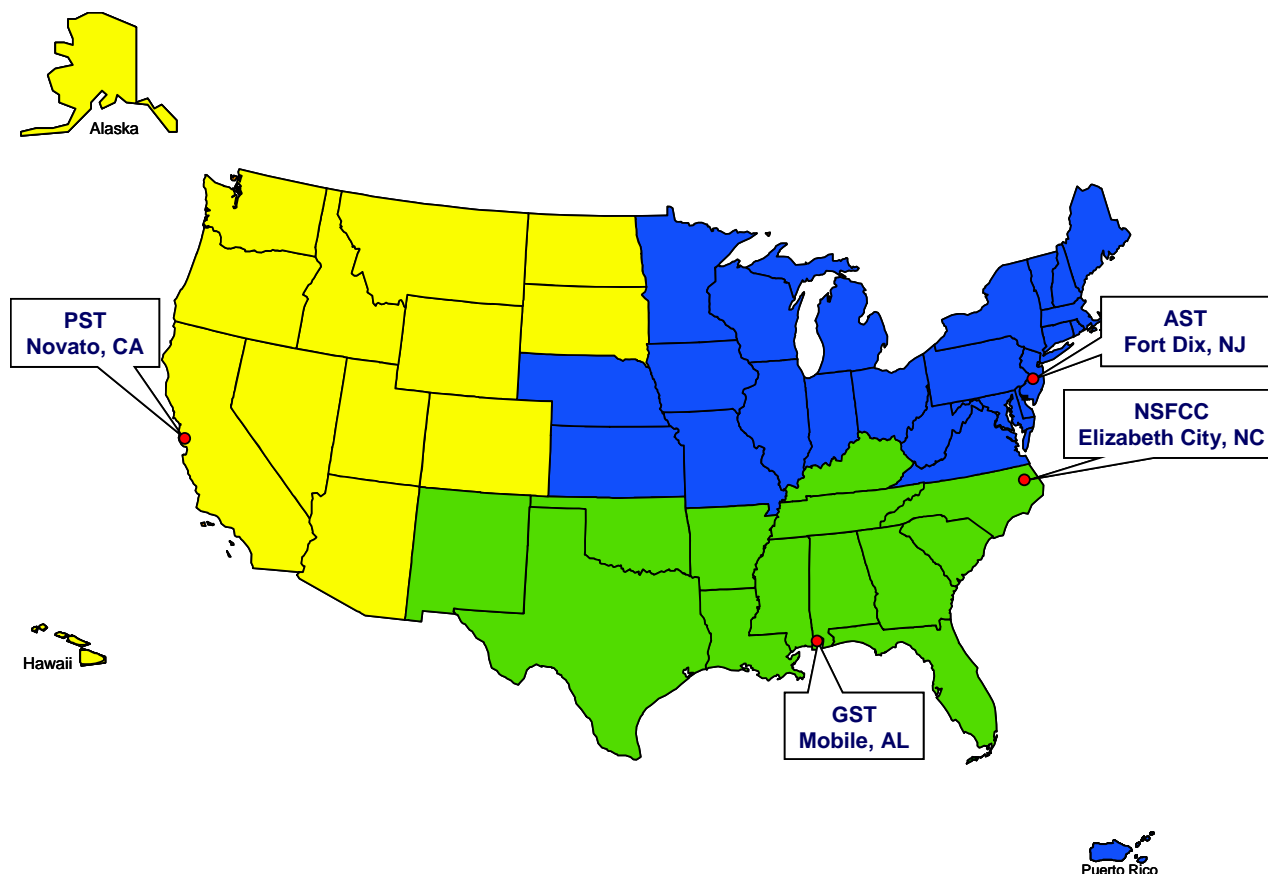 Alaska
PST
Novato, CA
AST
Fort Dix, NJ
NSFCC
Elizabeth City, NC
Hawaii
GST
Mobile, AL
Puerto Rico